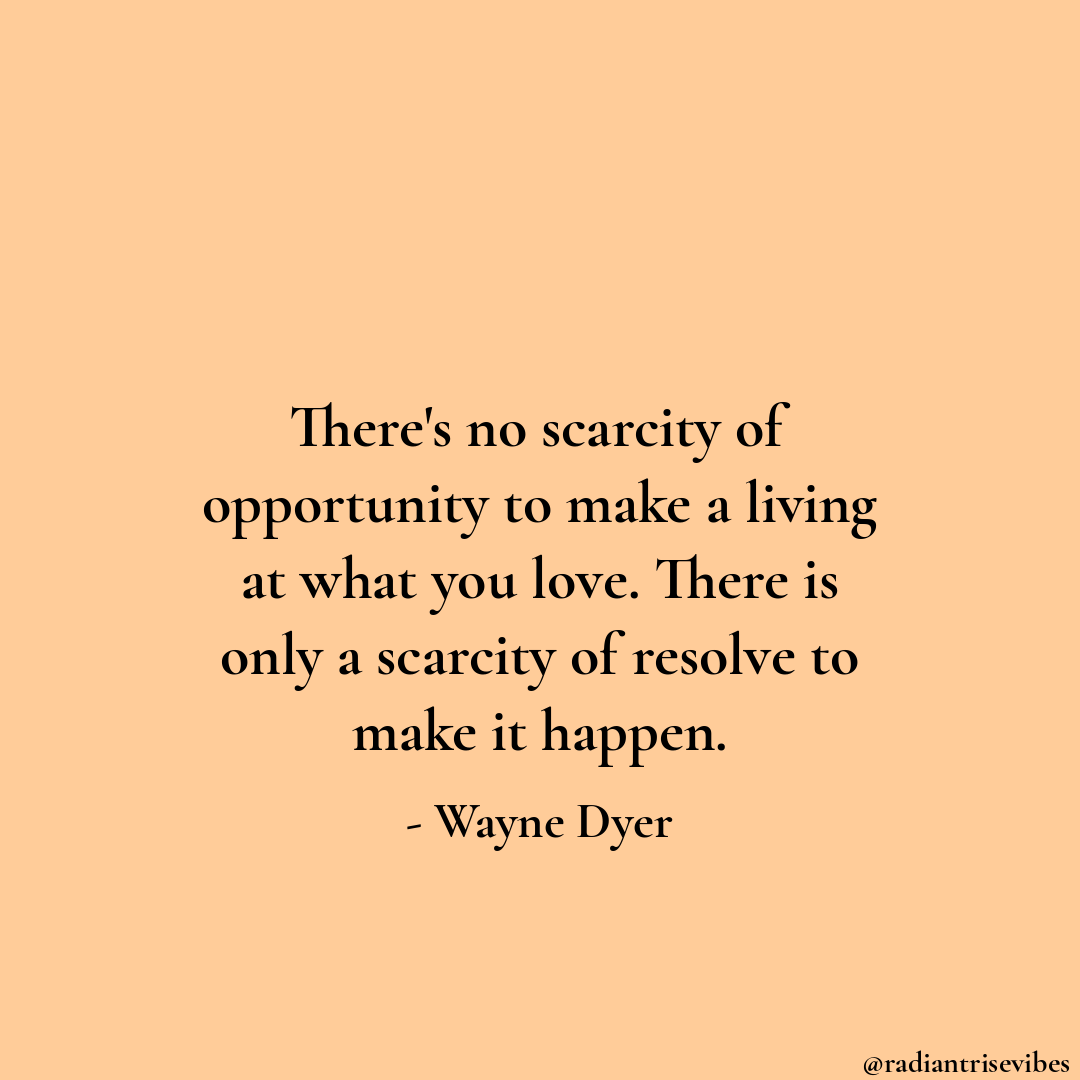 There's no scarcity of
opportunity to make a living
at what you love. There is
only a scarcity of resolve to
make it happen.
- Wayne Dyer
@radiantrisevibes